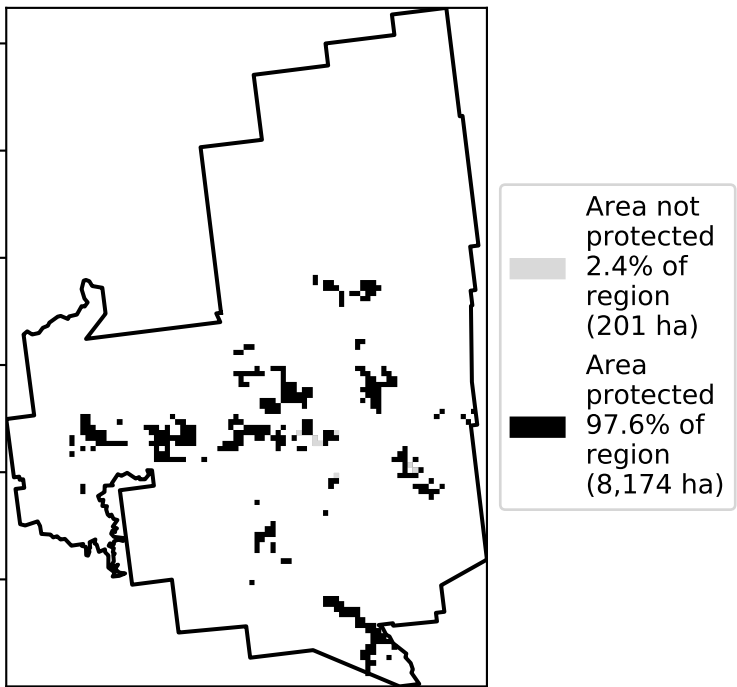 Area not
protected
2.4% of
region
(201 ha)
Area
protected
97.6% of
region
(8,174 ha)